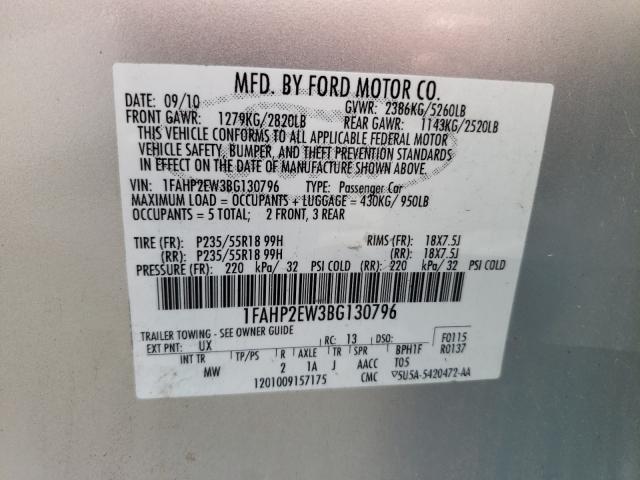 MFD. BY FORD MOTOR CO.
DATE: 09/10 GVWR: 2386KG/5260LB
FRONT GAWR: 1279KG/2820LB REAR GAWR: 1143KG/2520LB
THIS VEHICLE CONFORMS TO ALL APPLICABLE FEDERAL MOTOR
VEHICLE SAFETY, BUMPER, AND THEFT PREVENTION STANDARDS
IN EFFECT ON THE DATE OF MANUFACTURE SHOWN ABOVE.
VIN: 1FAHP2EW3BG130796 TYPE: Passenger Car
MAXIMUM LOAD = OCCUPANTS + LUGGAGE = 430KG/ 950LB
OCCUPANTS = 5 TOTAL; 2 FRONT, 3 REAR
TIRE (FR): P235/55R18 99H RIMS (FR): 18X7.5J
(RR): P235/55R18 99H (RR): 18X7.5J
PRESSURE (FR): 220 kPa/ 32 PSI COLD (RR): 220 kPa/ 32 PSI COLD
1FAHP2EW3BG130796
TRAILER TOWING - SEE OWNER GUIDE
EXT PNT: UX RC: 13 DSO: F0115
R0137
INT TR TP/PS R AXLE TR SPR BPH1F
MW 2 1A J AACC T05
1201009157175 CMC 5U5A-5420472-AA